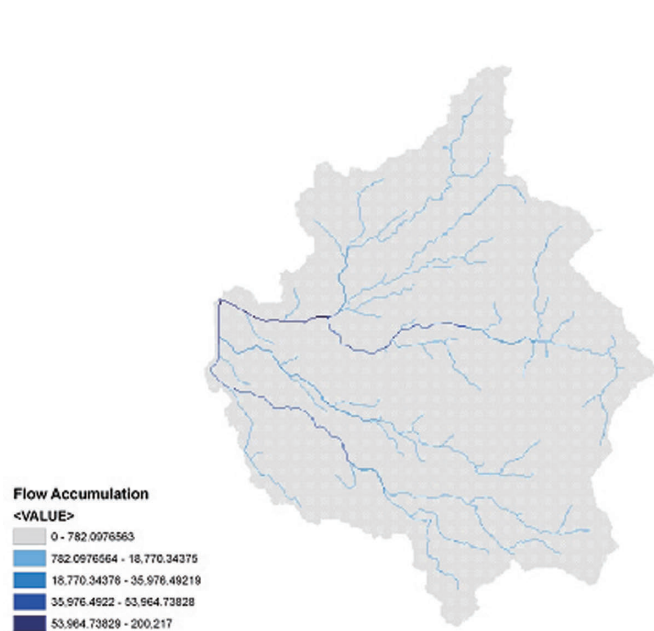 Flow Accumulation
<VALUE>
0 - 782.0976563
782.0976564 - 18,770.34375
18,770.34376 - 35,976.49219
35,976.4922 - 53,964.73828
53,964.73829 - 200,217